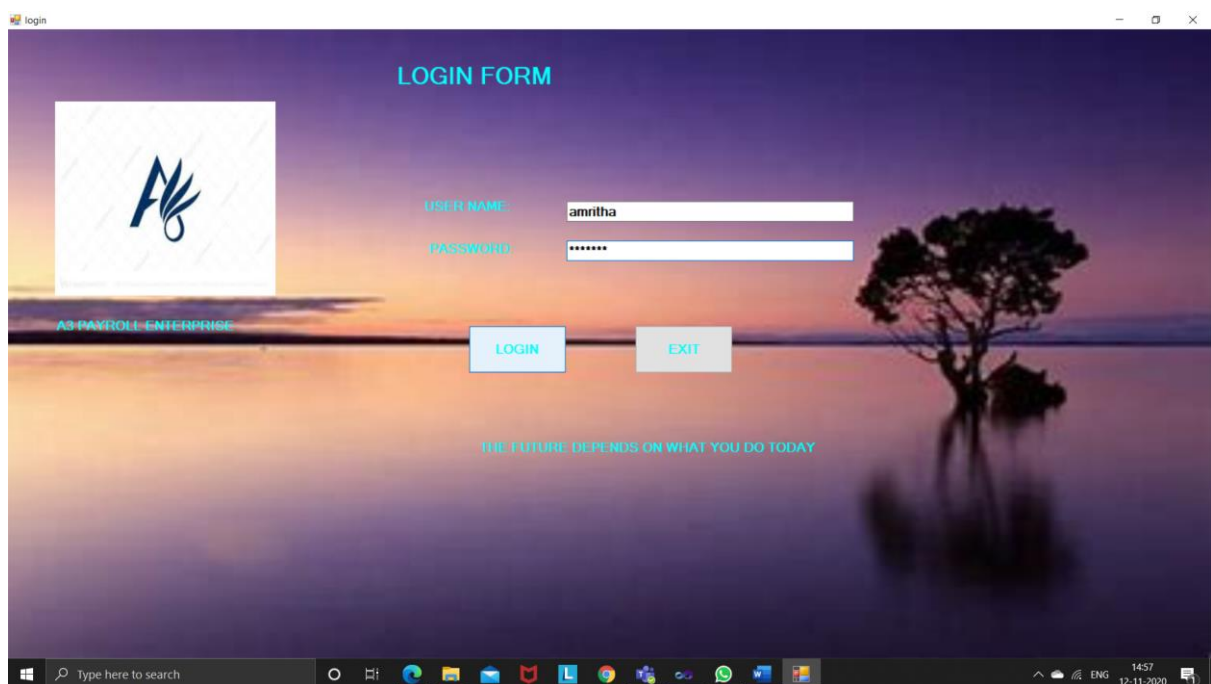 login
LOGIN FORM
USER NAME:
amritha
PASSWORD
*******
A3 PAYROLL ENTERPRISE
LOGIN
EXIT
THE FUTURE DEPENDS ON WHAT YOU DO TODAY
Type here to search
ENG
14:57
12-11-2020